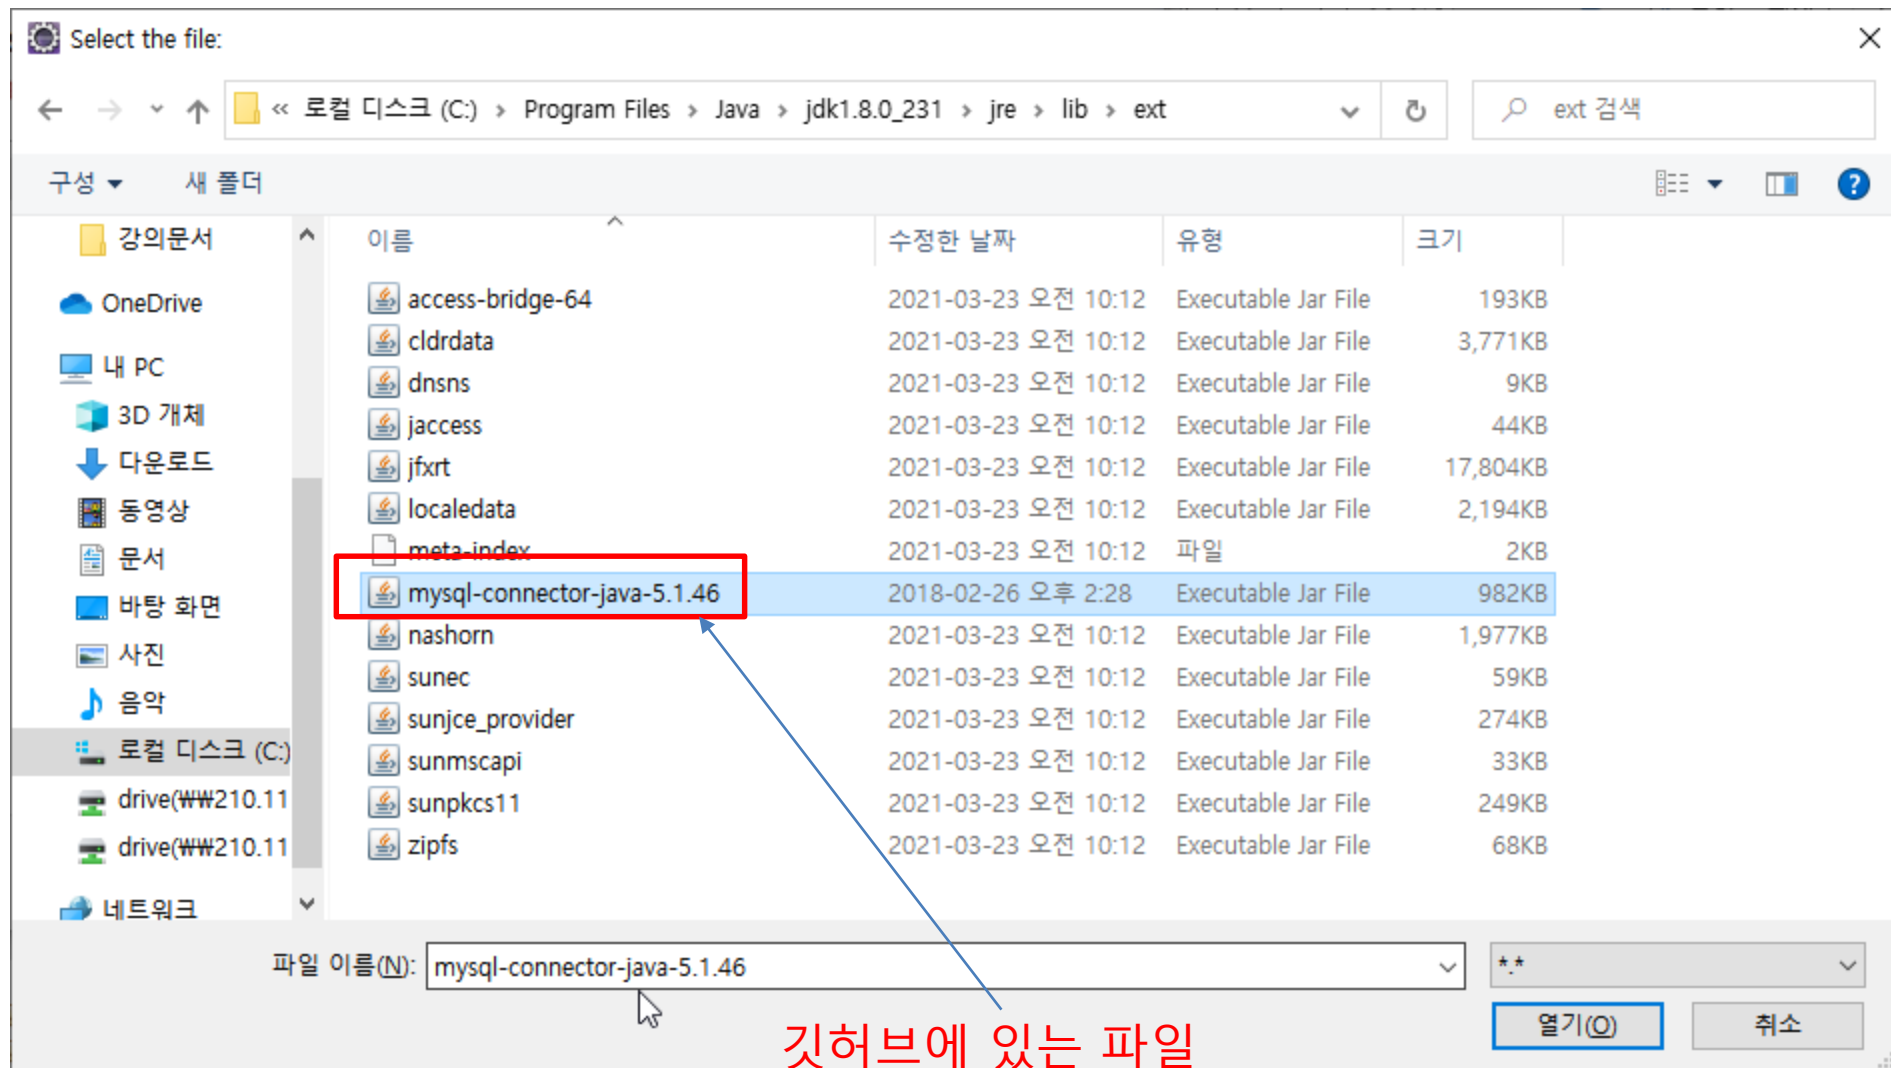 Select the file:
« 로컬 디스크 (C:) › Program Files › Java › jdk1.8.0_231 › jre › lib › ext
ext 검색
구성 새 폴더
강의문서
OneDrive
내 PC
3D 개체
다운로드
동영상
문서
바탕 화면
사진
음악
로컬 디스크 (C:)
drive(₩₩210.11
drive(₩₩210.11
네트워크
이름 수정한 날짜 유형 크기
access-bridge-64 2021-03-23 오전 10:12 Executable Jar File 193KB
cldrdata 2021-03-23 오전 10:12 Executable Jar File 3,771KB
dnsns 2021-03-23 오전 10:12 Executable Jar File 9KB
jaccess 2021-03-23 오전 10:12 Executable Jar File 44KB
jfxrt 2021-03-23 오전 10:12 Executable Jar File 17,804KB
localedata 2021-03-23 오전 10:12 Executable Jar File 2,194KB
meta-index 2021-03-23 오전 10:12 파일 2KB
mysql-connector-java-5.1.46 2018-02-26 오후 2:28 Executable Jar File 982KB
nashorn 2021-03-23 오전 10:12 Executable Jar File 1,977KB
sunec 2021-03-23 오전 10:12 Executable Jar File 59KB
sunjce_provider 2021-03-23 오전 10:12 Executable Jar File 274KB
sunmscapi 2021-03-23 오전 10:12 Executable Jar File 33KB
sunpkcs11 2021-03-23 오전 10:12 Executable Jar File 249KB
zipfs 2021-03-23 오전 10:12 Executable Jar File 68KB
파일 이름(N): mysql-connector-java-5.1.46 *.*
열기(O) 취소
깃허브에 있는 파일